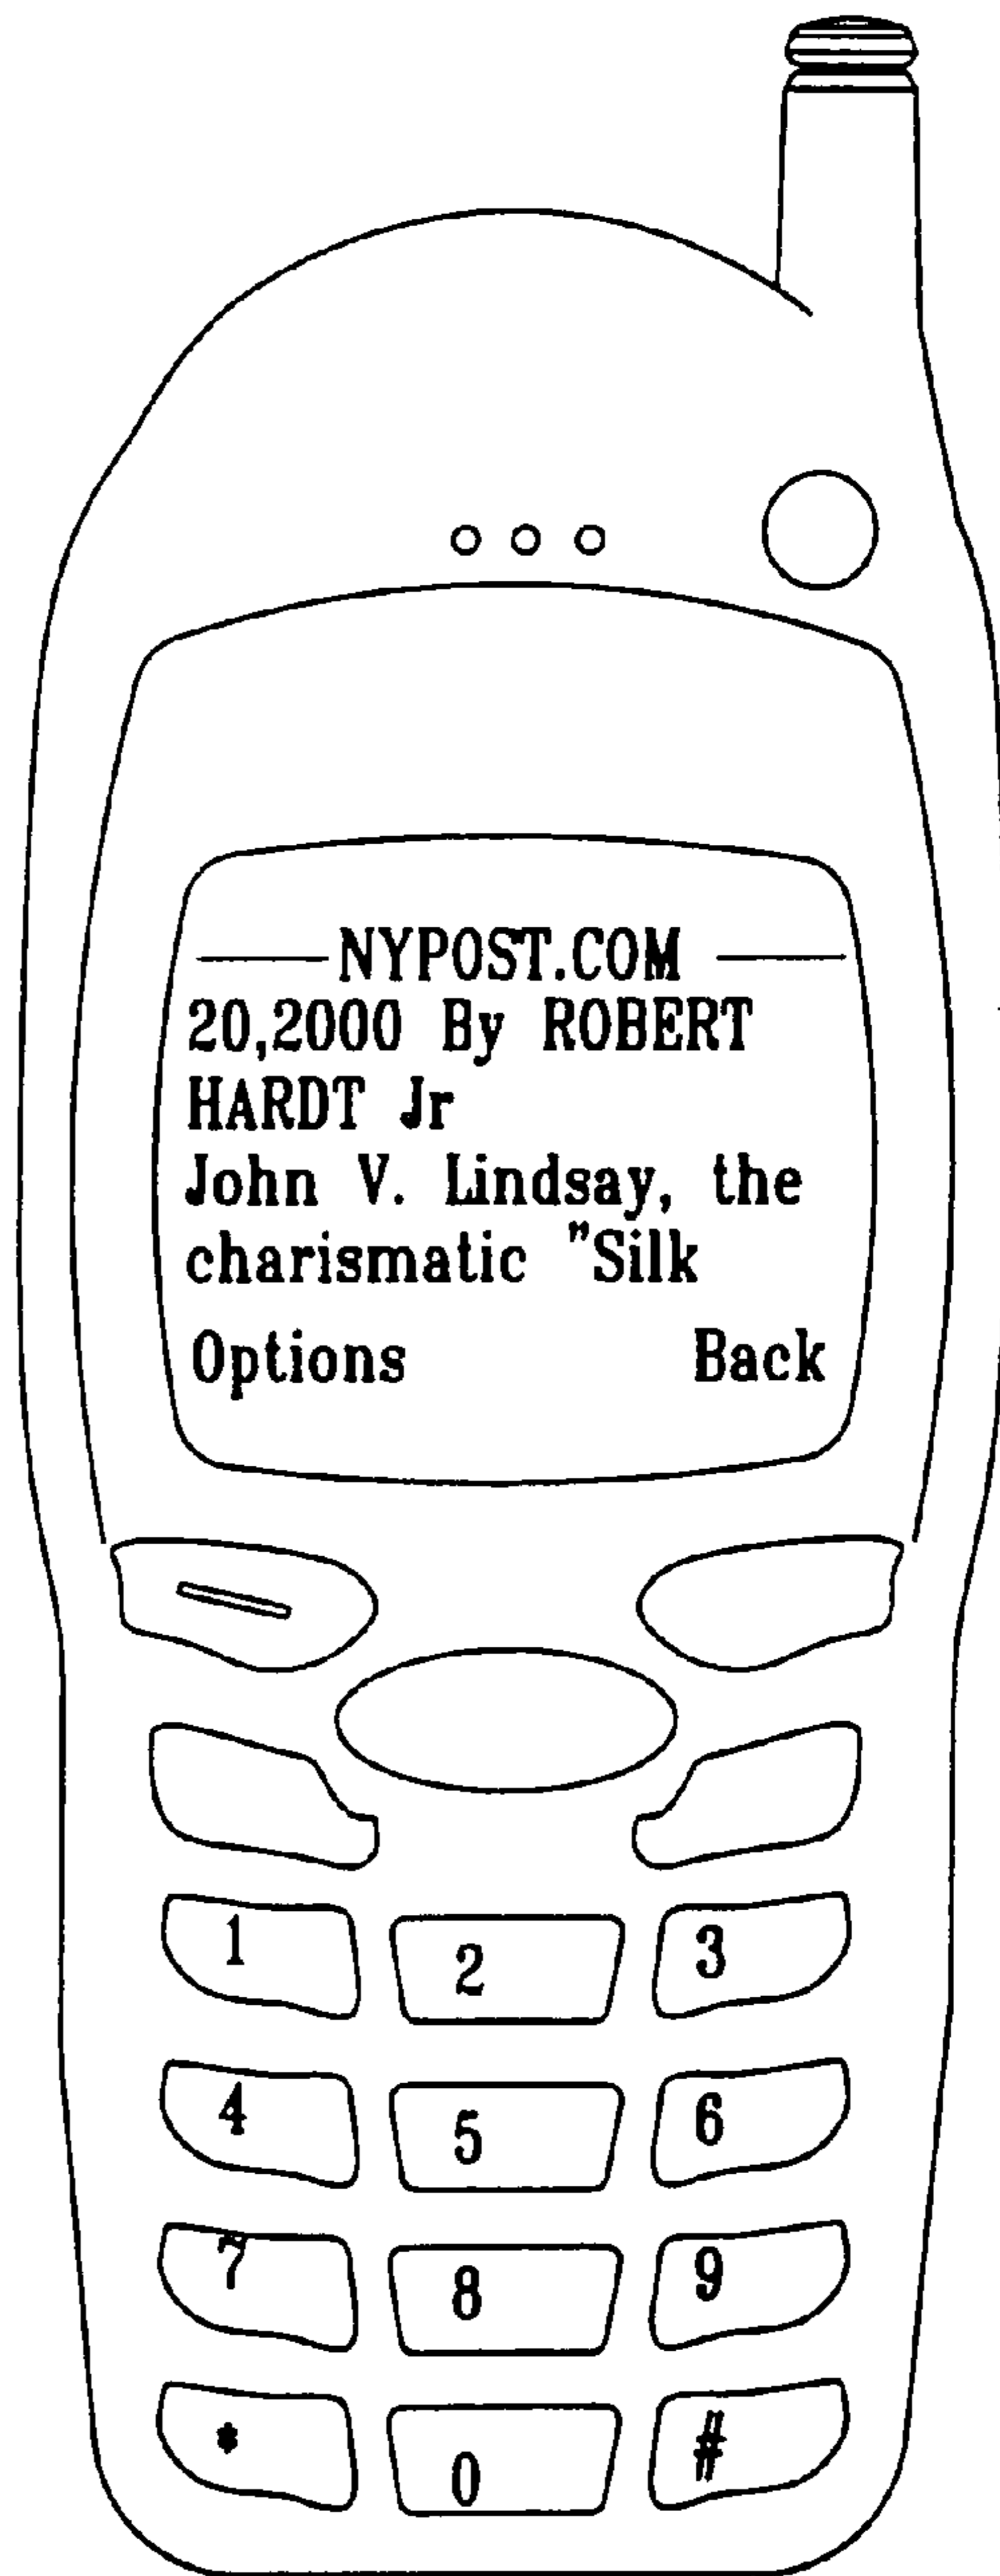 NYPOST.COM
20,2000 By ROBERT
HARDT Jr
John V. Lindsay, the
charismatic "Silk
Options Back
1 2 3
4 5 6
7 8 9
* 0 #